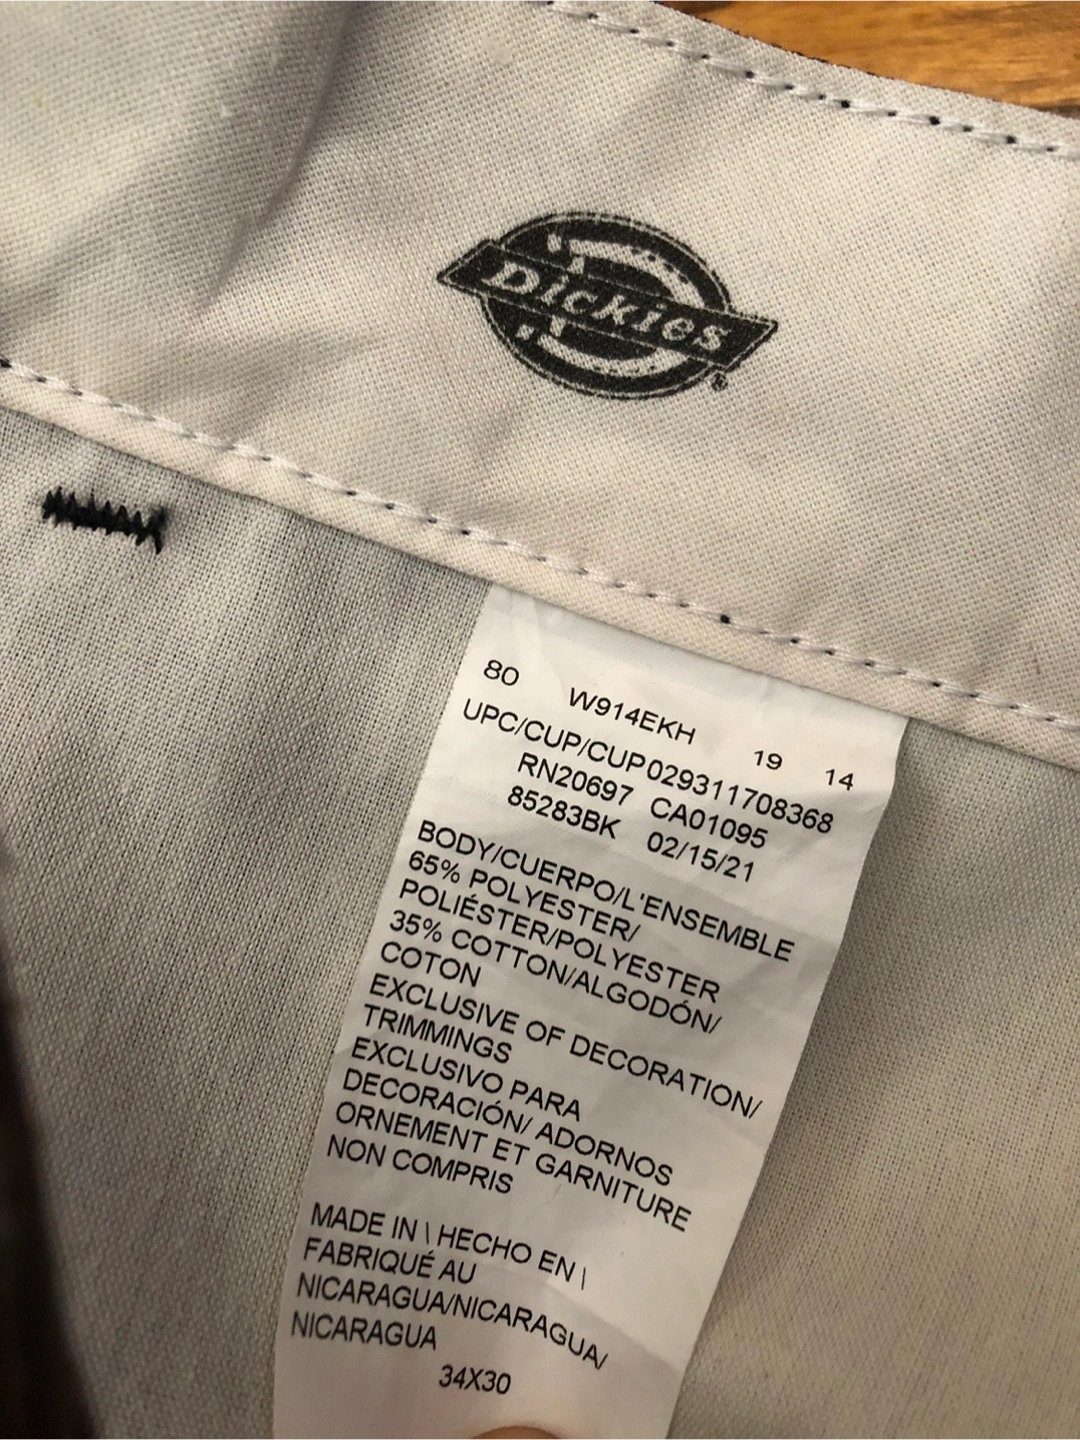 Dickies®
80 W914EKH 19 14
UPC/CUP/CUP 029311708368
RN20697 CA01095
85283BK 02/15/21
BODY/CUERPO/L'ENSEMBLE
65% POLYESTER/
POLIÉSTER/POLYESTER
35% COTTON/ALGODÓN/
COTON
EXCLUSIVE OF DECORATION/
TRIMMINGS
EXCLUSIVO PARA
DECORACIÓN/ ADORNOS
ORNEMENT ET GARNITURE
NON COMPRIS
MADE IN \ HECHO EN \
FABRIQUÉ AU
NICARAGUA/NICARAGUA/
NICARAGUA
34X30